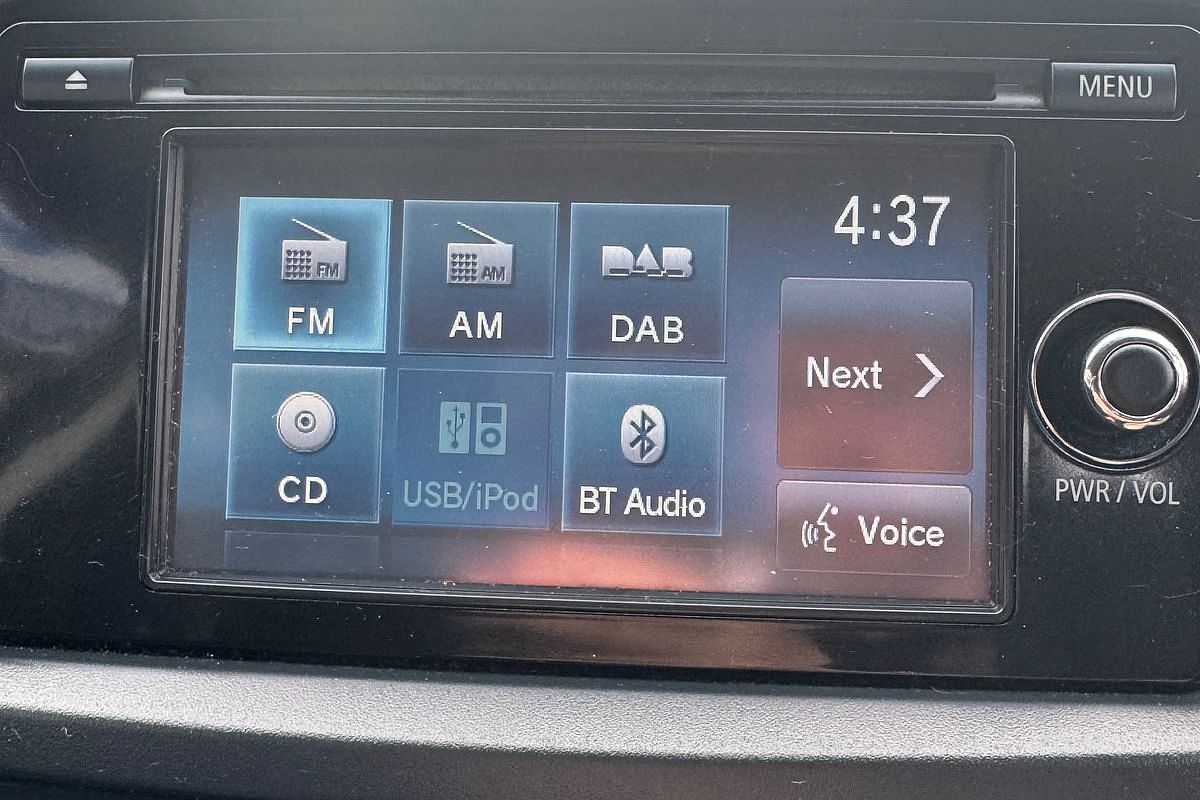 MENU
4:37
FM
FM
AM
AM
DAB
DAB
Next
CD
USB/iPod
BT Audio
Voice
PWR / VOL